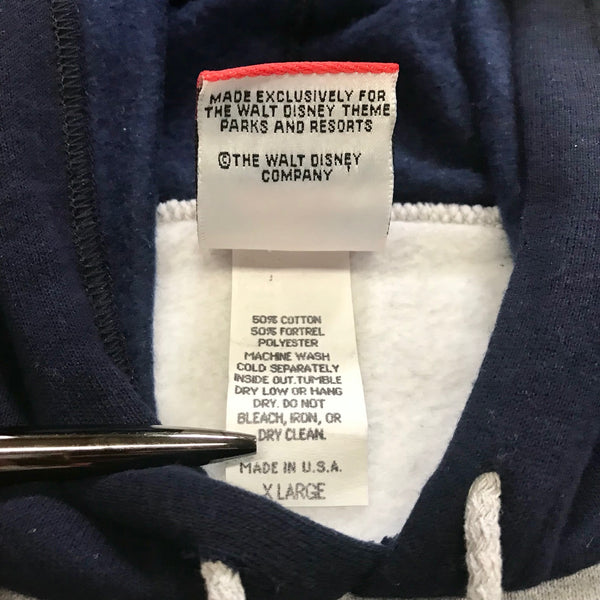 MADE EXCLUSIVELY FOR
THE WALT DISNEY THEME
PARKS AND RESORTS
©THE WALT DISNEY
COMPANY
50% COTTON
50% FORTREL
POLYESTER
MACHINE WASH
COLD SEPARATELY
INSIDE OUT.TUMBLE
DRY LOW OR HANG
DRY. DO NOT
BLEACH, IRON, OR
DRY CLEAN.
MADE IN U.S.A.
X LARGE